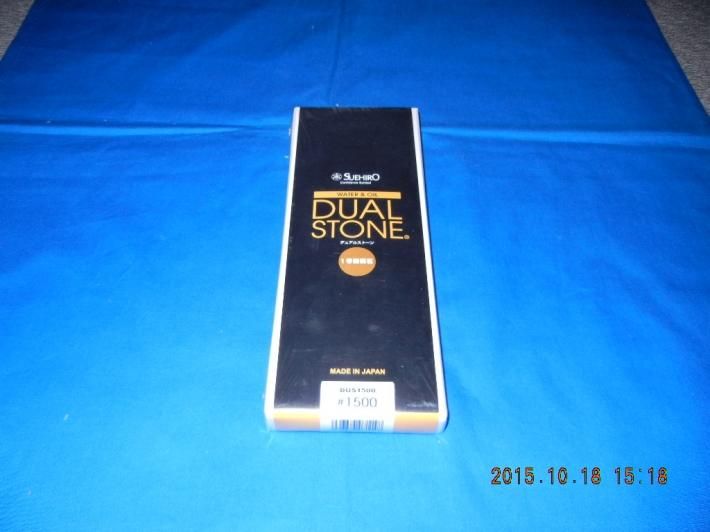 SUEHIRO
WATER & OIL
DUAL
STONE®
デュアルストーン
MADE IN JAPAN
#1500
2015.10.18 15:18